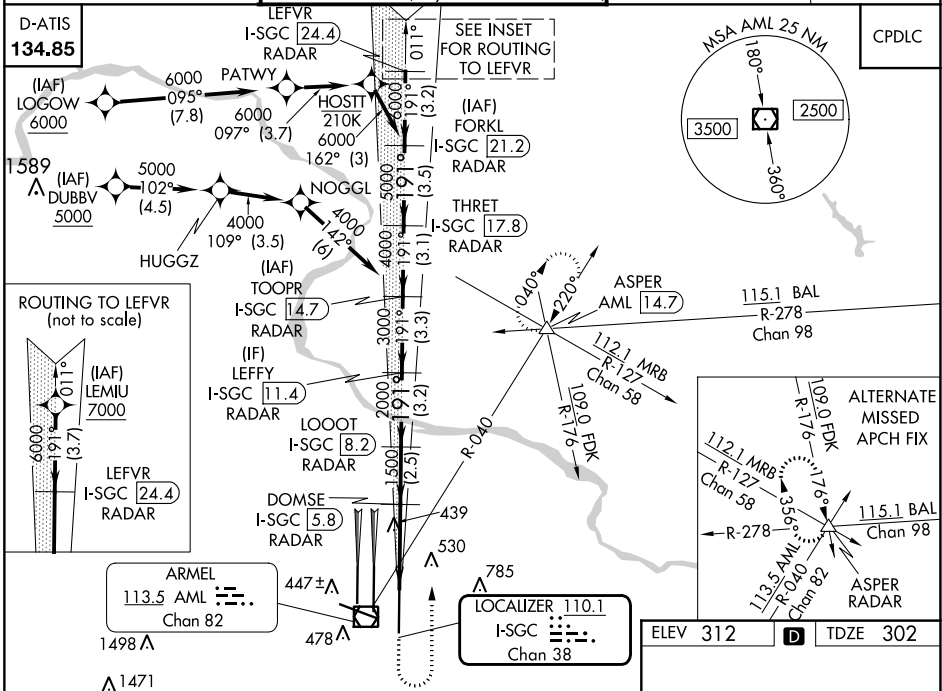 D-ATIS
134.85
LEFVR
I-SGC 24.4
RADAR
011°
SEE INSET
FOR ROUTING
TO LEFVR
MSA AML 25 NM
180°
3500
2500
360°
CPDLC
(IAF)
LOGOW
6000
6000
095°
(7.8)
PATWY
6000
097° (3.7)
HOSTT
210K
6000
162° (3)
6000
191°
(3.2)
(IAF)
FORKL
I-SGC 21.2
RADAR
1589
(IAF)
DUBBV
5000
5000
102°
(4.5)
HUGGZ
4000
109° (3.5)
NOGGL
4000
142°
(6)
5000
191°
(3.5)
THRET
I-SGC 17.8
RADAR
4000
191°
(3.1)
(IAF)
TOOPR
I-SGC 14.7
RADAR
3000
191°
(3.3)
(IF)
LEFFY
I-SGC 11.4
RADAR
2000
191°
(3.2)
LOOOT
I-SGC 8.2
RADAR
1500
(2.5)
DOMSE
I-SGC 5.8
RADAR
ROUTING TO LEFVR
(not to scale)
011°
(IAF)
LEMIU
7000
6000
191°
(3.7)
LEFVR
I-SGC 24.4
RADAR
040°
220°
ASPER
AML 14.7
115.1 BAL
R-278
Chan 98
112.1 MRB
R-127
Chan 58
109.0 FDK
R-176
R-040
ALTERNATE
MISSED
APCH FIX
109.0 FDK
R-176
176°
356°
112.1 MRB
R-127
Chan 58
R-278
115.1 BAL
Chan 98
113.5 AML
R-040
Chan 82
ASPER
RADAR
439
530
785
447±
478
1498
1471
ARMEL
113.5 AML
Chan 82
LOCALIZER 110.1
I-SGC
Chan 38
ELEV 312
D
TDZE 302